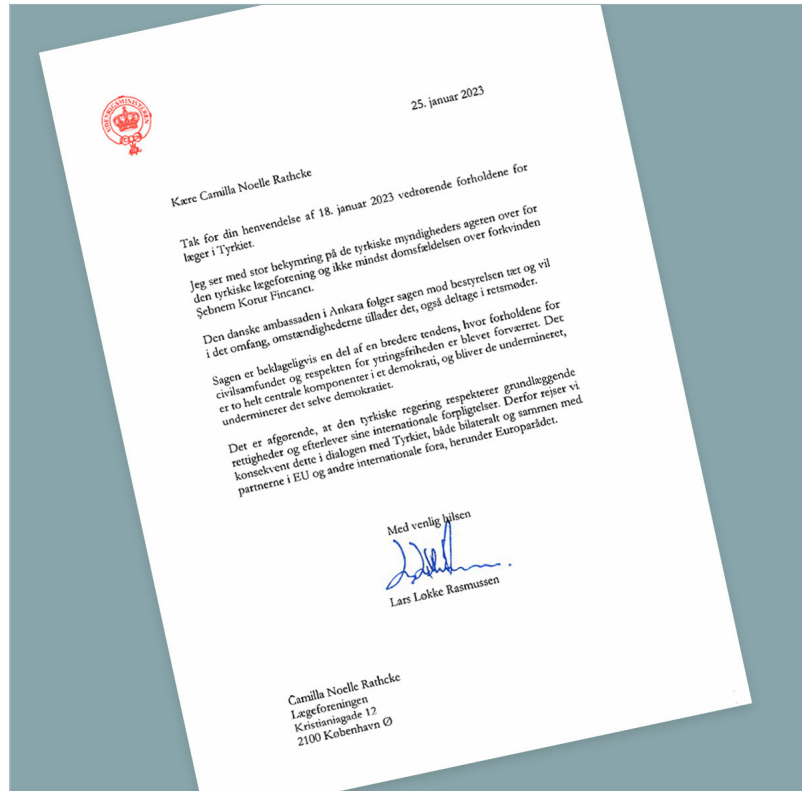 UDENRIGSMINISTEREN
25. januar 2023
Kære Camilla Noelle Rathcke
Tak for din henvendelse af 18. januar 2023 vedrørende forholdene for
læger i Tyrkiet.
Jeg ser med stor bekymring på de tyrkiske myndigheders ageren over for
den tyrkiske lægeforening og ikke mindst domsfældelsen over forkvinden
Şebnem Korur Fincancı.
Den danske ambassaden i Ankara følger sagen mod bestyrelsen tæt og vil
i det omfang, omstændighederne tillader det, også deltage i retsmøder.
Sagen er beklageligvis en del af en bredere tendens, hvor forholdene for
civilsamfundet og respekten for ytringsfriheden er blevet forværret. Det
er to helt centrale komponenter i et demokrati, og bliver de undermineret,
underminerer det selve demokratiet.
Det er afgørende, at den tyrkiske regering respekterer grundlæggende
rettigheder og efterlever sine internationale forpligtelser. Derfor rejser vi
konsekvent dette i dialogen med Tyrkiet, både bilateralt og sammen med
partnerne i EU og andre internationale fora, herunder Europarådet.
Med venlig hilsen
Lars Løkke Rasmussen
Camilla Noelle Rathcke
Lægeforeningen
Kristianiagade 12
2100 København Ø